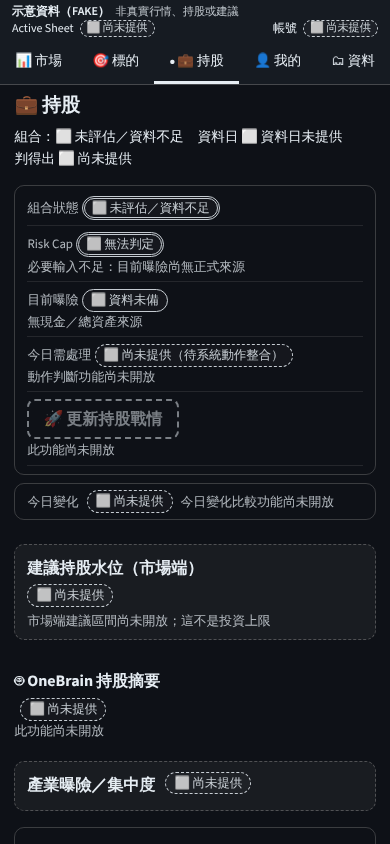 示意資料（FAKE） 非真實行情、持股或建議
Active Sheet ⬜ 尚未提供 帳號 ⬜ 尚未提供
📊 市場 🎯 標的 ●💼 持股 👤 我的 🗂 資料
💼 持股
組合：⬜ 未評估／資料不足 資料日 ⬜ 資料日未提供
判得出 ⬜ 尚未提供
組合狀態 ⬜ 未評估／資料不足
Risk Cap ⬜ 無法判定
必要輸入不足：目前曝險尚無正式來源
目前曝險 ⬜ 資料未備
無現金／總資產來源
今日需處理 ⬜ 尚未提供（待系統動作整合）
動作判斷功能尚未開放
🚀 更新持股戰情
此功能尚未開放
今日變化 ⬜ 尚未提供 今日變化比較功能尚未開放
建議持股水位（市場端）
⬜ 尚未提供
市場端建議區間尚未開放；這不是投資上限
OneBrain 持股摘要
⬜ 尚未提供
此功能尚未開放
產業曝險／集中度 ⬜ 尚未提供